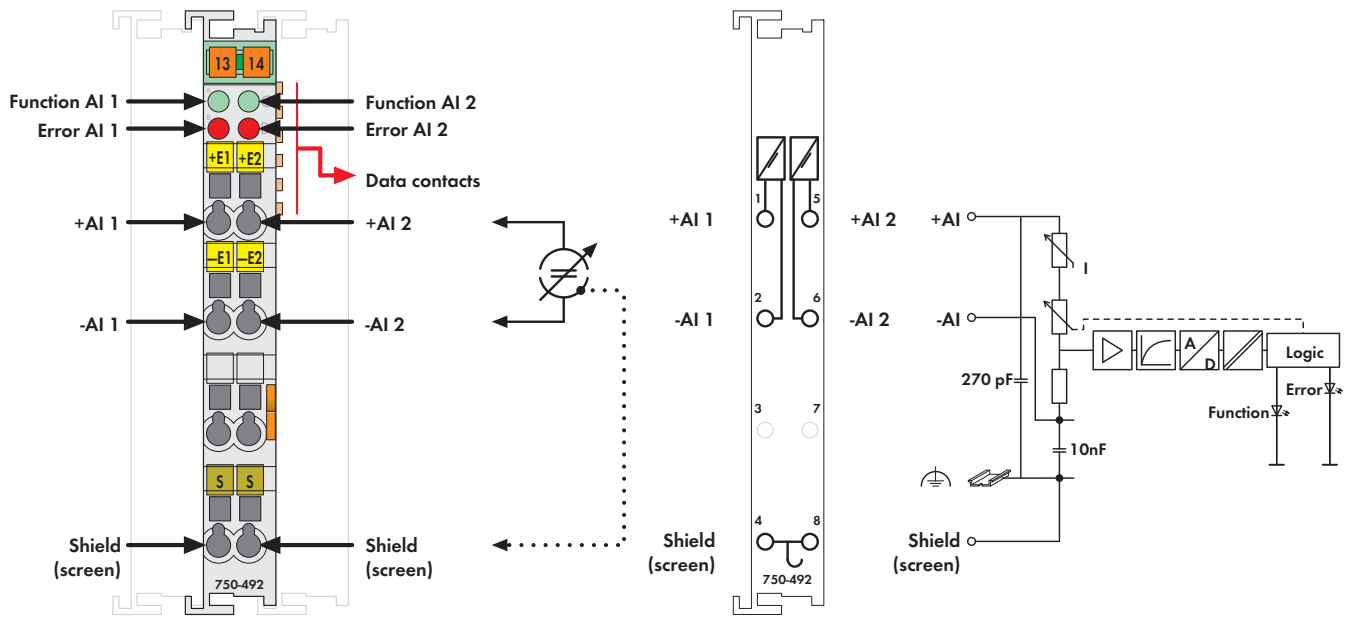 13 14
Function AI 1
Function AI 2
Error AI 1
Error AI 2
+E1 +E2
Data contacts
+AI 1
+AI 2
–E1 –E2
-AI 1
-AI 2
S S
Shield
(screen)
Shield
(screen)
750-492
1
5
+AI 1
+AI 2
2
6
-AI 1
-AI 2
3
7
4
8
Shield
(screen)
750-492
+AI
I
-AI
A
D
Logic
270 pF
Error
Function
10nF
Shield
(screen)